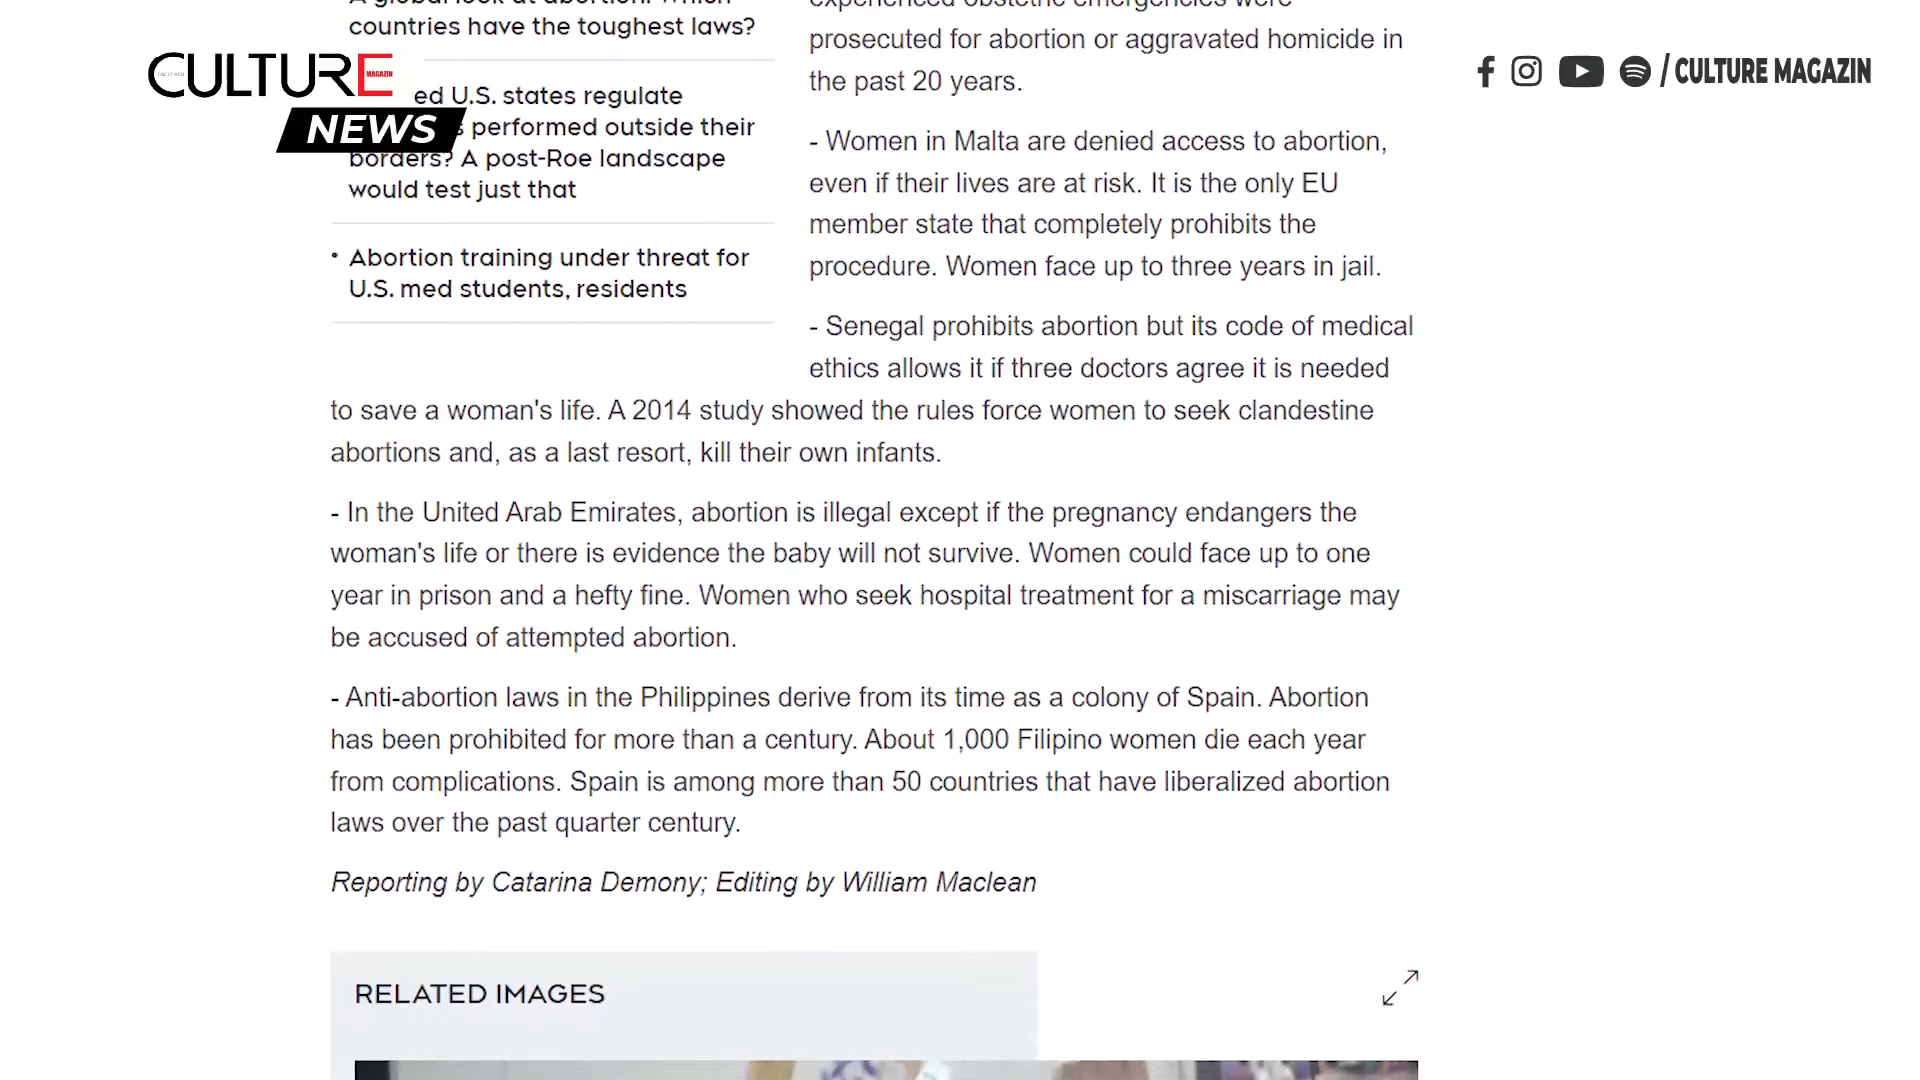 A global look at abortion: Which
countries have the toughest laws?
ed U.S. states regulate
s performed outside their
borders? A post-Roe landscape
would test just that
• Abortion training under threat for
U.S. med students, residents
CULTURE
MAGAZIN
NEWS
/ CULTURE MAGAZIN
experienced obstetric emergencies were
prosecuted for abortion or aggravated homicide in
the past 20 years.
- Women in Malta are denied access to abortion,
even if their lives are at risk. It is the only EU
member state that completely prohibits the
procedure. Women face up to three years in jail.
- Senegal prohibits abortion but its code of medical
ethics allows it if three doctors agree it is needed
to save a woman's life. A 2014 study showed the rules force women to seek clandestine
abortions and, as a last resort, kill their own infants.
- In the United Arab Emirates, abortion is illegal except if the pregnancy endangers the
woman's life or there is evidence the baby will not survive. Women could face up to one
year in prison and a hefty fine. Women who seek hospital treatment for a miscarriage may
be accused of attempted abortion.
- Anti-abortion laws in the Philippines derive from its time as a colony of Spain. Abortion
has been prohibited for more than a century. About 1,000 Filipino women die each year
from complications. Spain is among more than 50 countries that have liberalized abortion
laws over the past quarter century.
Reporting by Catarina Demony; Editing by William Maclean
RELATED IMAGES